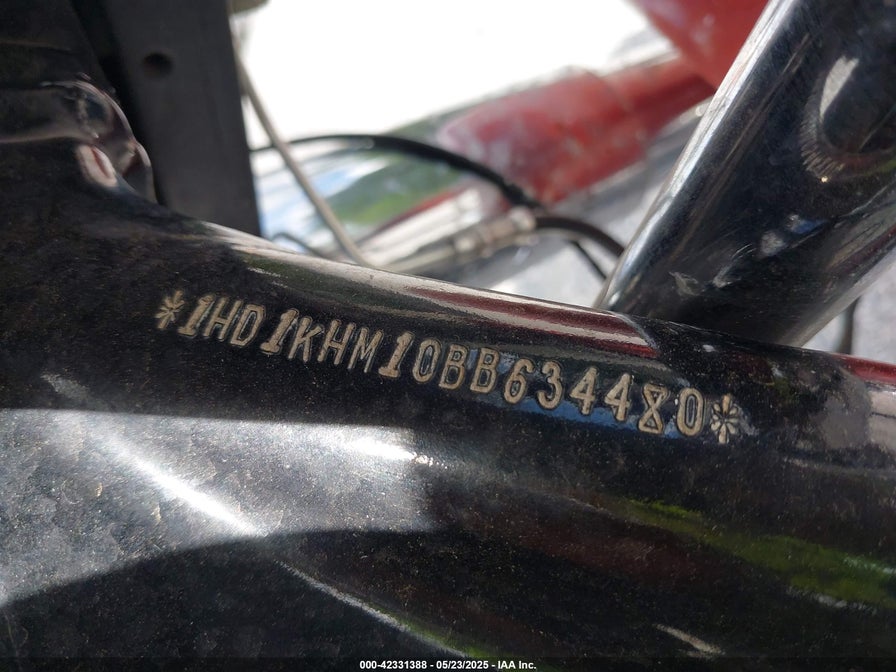 *1HD1KHM10BB634480*
000-42331388 - 05/23/2025 - IAA Inc.